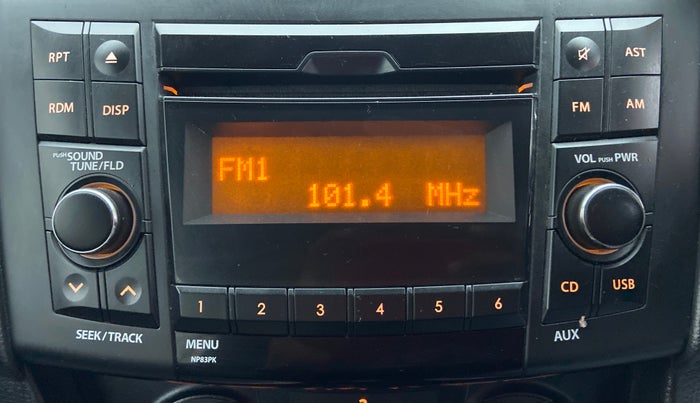 RPT
AST
RDM
DISP
FM
AM
PUSH SOUND
TUNE/FLD
VOL PUSH PWR
FM1
101.4 MHz
CD
USB
1 2 3 4 5 6
SEEK/TRACK
MENU
AUX
NP83PK